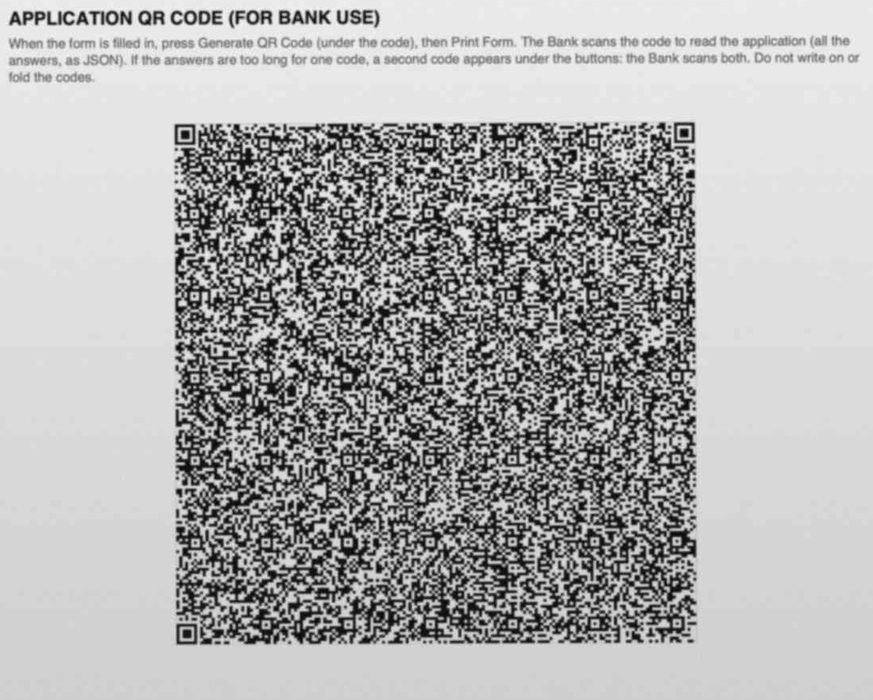 APPLICATION QR CODE (FOR BANK USE)
When the form is filled in, press Generate QR Code (under the code), then Print Form. The Bank scans the code to read the application (all the
answers, as JSON). If the answers are too long for one code, a second code appears under the buttons: the Bank scans both. Do not write on or
fold the codes.